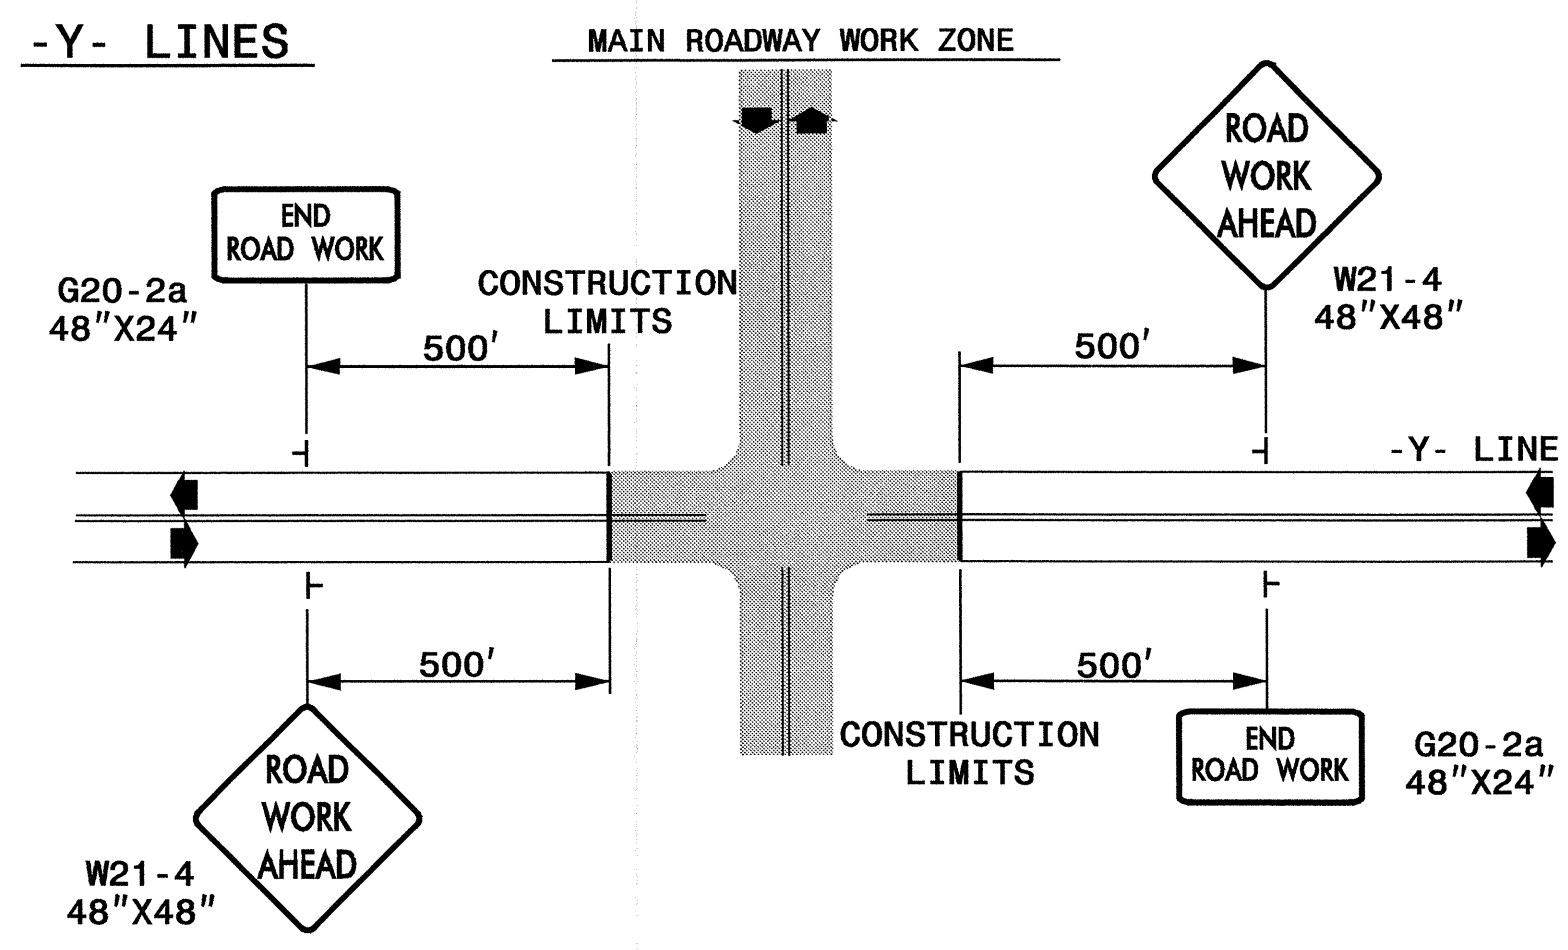 -Y- LINES
MAIN ROADWAY WORK ZONE
ROAD
WORK
AHEAD
W21-4
48"X48"
END
ROAD WORK
G20-2a
48"X24"
CONSTRUCTION
LIMITS
500'
500'
-Y- LINE
500'
500'
ROAD
WORK
AHEAD
W21-4
48"X48"
CONSTRUCTION
LIMITS
END
ROAD WORK
G20-2a
48"X24"